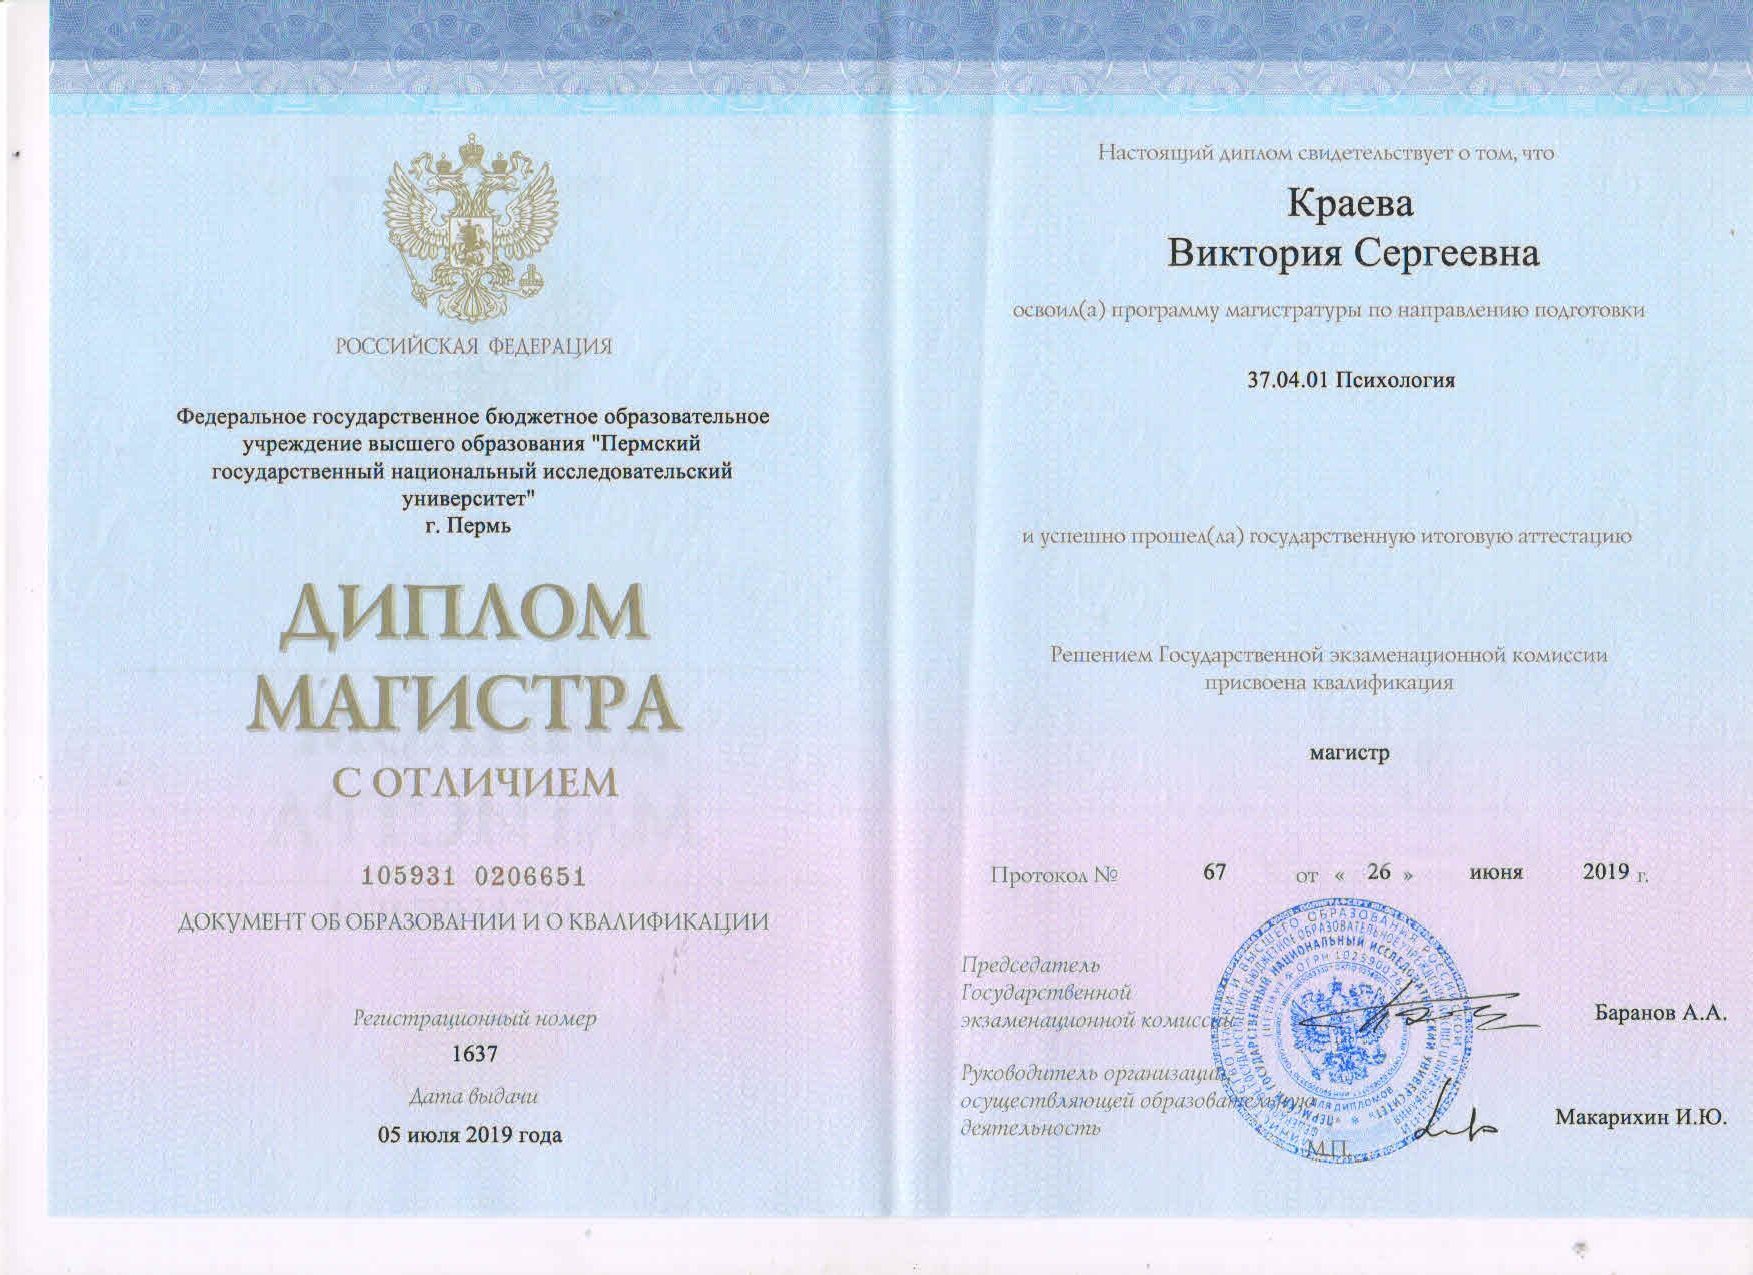 РОССИЙСКАЯ ФЕДЕРАЦИЯ
Федеральное государственное бюджетное образовательное
учреждение высшего образования "Пермский
государственный национальный исследовательский
университет"
г. Пермь
ДИПЛОМ
МАГИСТРА
С ОТЛИЧИЕМ
105931 0206651
ДОКУМЕНТ ОБ ОБРАЗОВАНИИ И О КВАЛИФИКАЦИИ
Регистрационный номер
1637
Дата выдачи
05 июля 2019 года
Настоящий диплом свидетельствует о том, что
Краева
Виктория Сергеевна
освоил(а) программу магистратуры по направлению подготовки
37.04.01 Психология
и успешно прошел(ла) государственную итоговую аттестацию
Решением Государственной экзаменационной комиссии
присвоена квалификация
магистр
Протокол № 67 от « 26 » июня 2019 г.
Председатель
Государственной
экзаменационной комиссии
Баранов А.А.
Руководитель организации,
осуществляющей образовательную
деятельность
Макарихин И.Ю.
М.П.